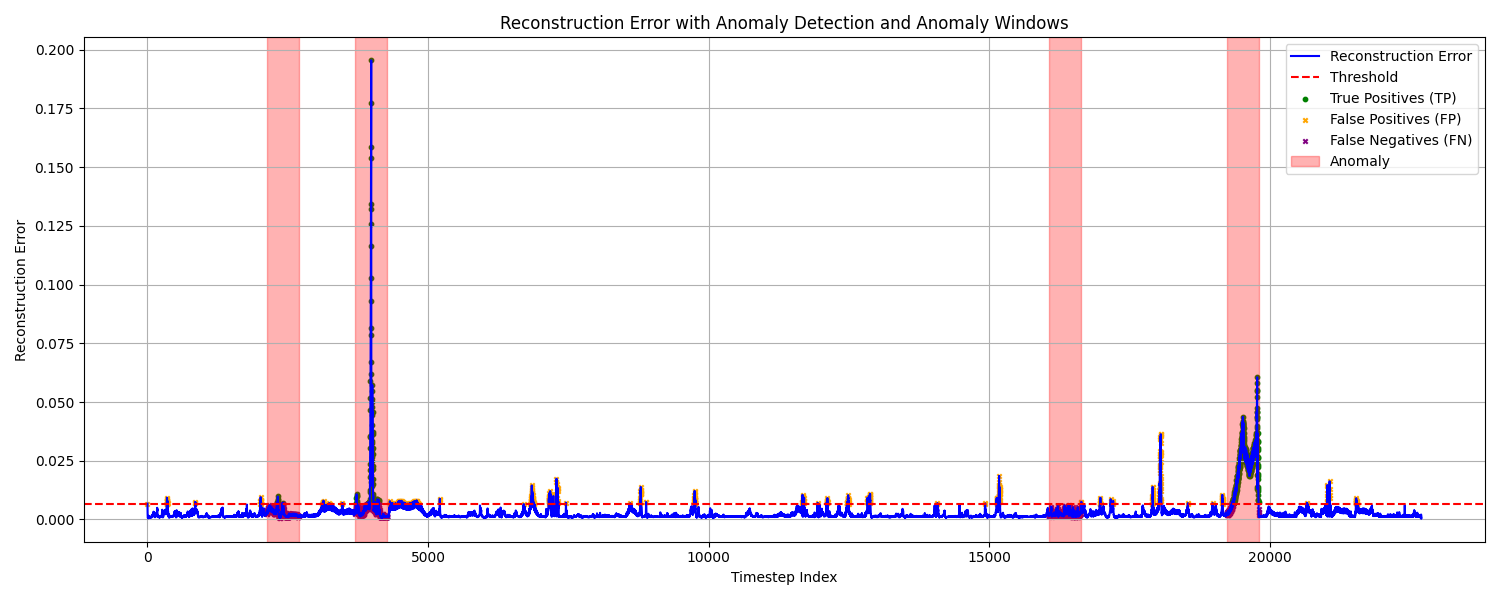 Reconstruction Error with Anomaly Detection and Anomaly Windows
0.200
0.175
0.150
0.125
0.100
0.075
0.050
0.025
0.000
Reconstruction Error
Reconstruction Error
Threshold
True Positives (TP)
False Positives (FP)
False Negatives (FN)
Anomaly
0
5000
10000
15000
20000
Timestep Index